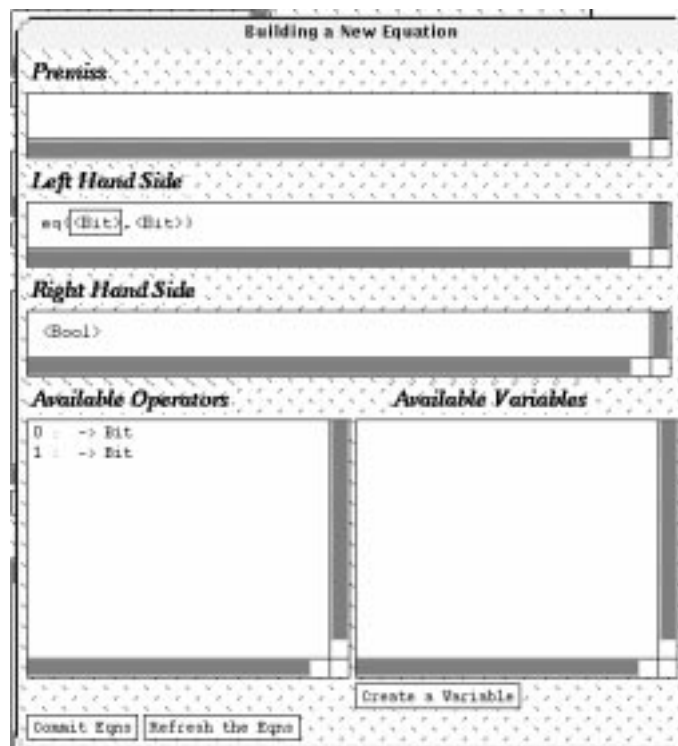 Building a New Equation
Premiss
Left Hand Side
eq(<Bit>,<Bit>)
Right Hand Side
<Bool>
Available Operators
Available Variables
0 : -> Bit
1 : -> Bit
Create a Variable
Commit Eqns
Refresh the Eqns